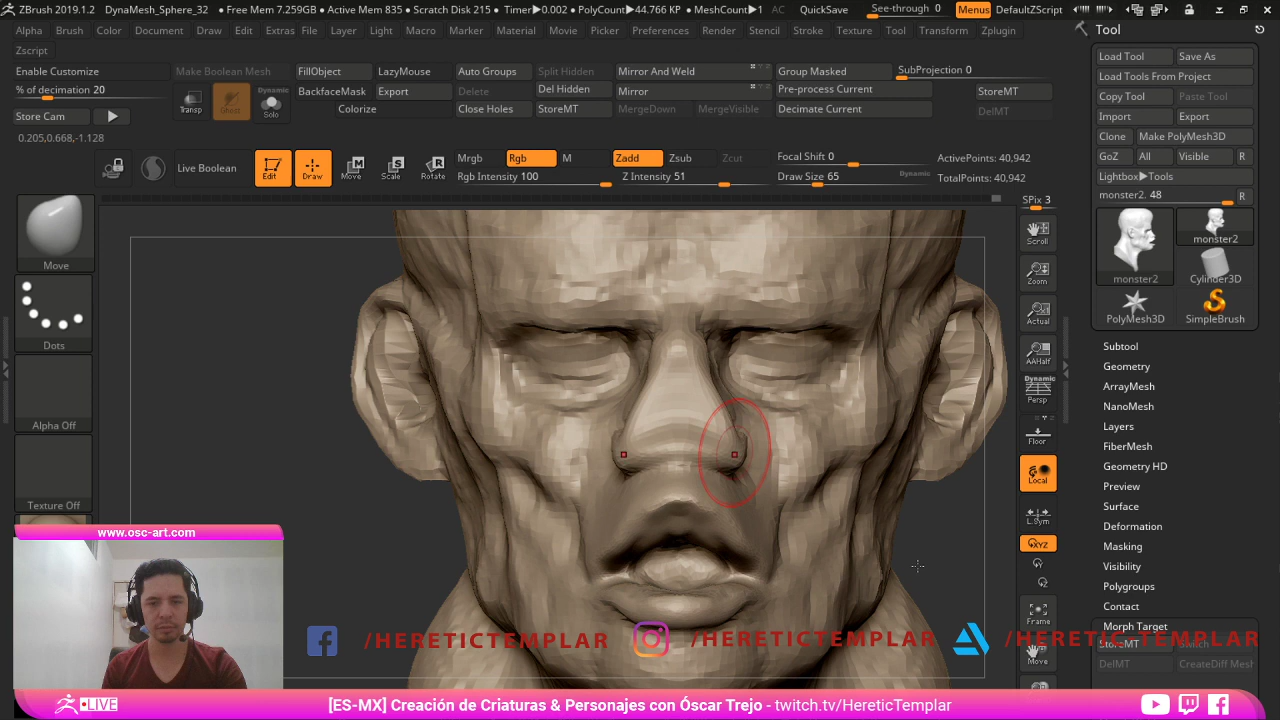 ZBrush 2019.1.2 DynaMesh_Sphere_32 • Free Mem 7.259GB • Active Mem 835 • Scratch Disk 215 • Timer▶0.002 • PolyCount▶44.766 KP • MeshCount▶1 AC QuickSave See-through 0 Menus DefaultZScript
Alpha Brush Color Document Draw Edit Extras File Layer Light Macro Marker Material Movie Picker Preferences Render Stencil Stroke Texture Tool Transform Zplugin
Zscript
Tool
Enable Customize Make Boolean Mesh FillObject LazyMouse Auto Groups Split Hidden Mirror And Weld Group Masked SubProjection 0
% of decimation 20 Transp Ghost Dynamic Solo BackfaceMask Export Delete Del Hidden Mirror Pre-process Current StoreMT
Store Cam Colorize Close Holes StoreMT MergeDown MergeVisible Decimate Current DelMT
0.205,0.668,-1.128
Live Boolean Edit Draw Move Scale Rotate Mrgb Rgb M Zadd Zsub Zcut Focal Shift 0 ActivePoints: 40,942
Rgb Intensity 100 Z Intensity 51 Draw Size 65 Dynamic TotalPoints: 40,942
Move
Dots
Alpha Off
Texture Off
SPix 3
Scroll
Zoom
Actual
AAHalf
Dynamic
Persp
Floor
Local
L.Sym
XYZ
Frame
Move
Load Tool Save As
Load Tools From Project
Copy Tool Paste Tool
Import Export
Clone Make PolyMesh3D
GoZ All Visible R
Lightbox▶Tools
monster2. 48 R
monster2 monster2
Cylinder3D
PolyMesh3D SimpleBrush
Subtool
Geometry
ArrayMesh
NanoMesh
Layers
FiberMesh
Geometry HD
Preview
Surface
Deformation
Masking
Visibility
Polygroups
Contact
Morph Target
StoreMT Switch
DelMT CreateDiff Mesh
www.osc-art.com
/HERETICTEMPLAR /HERETICTEMPLAR /HERETIC-TEMPLAR
LIVE [ES-MX] Creación de Criaturas & Personajes con Óscar Trejo - twitch.tv/HereticTemplar